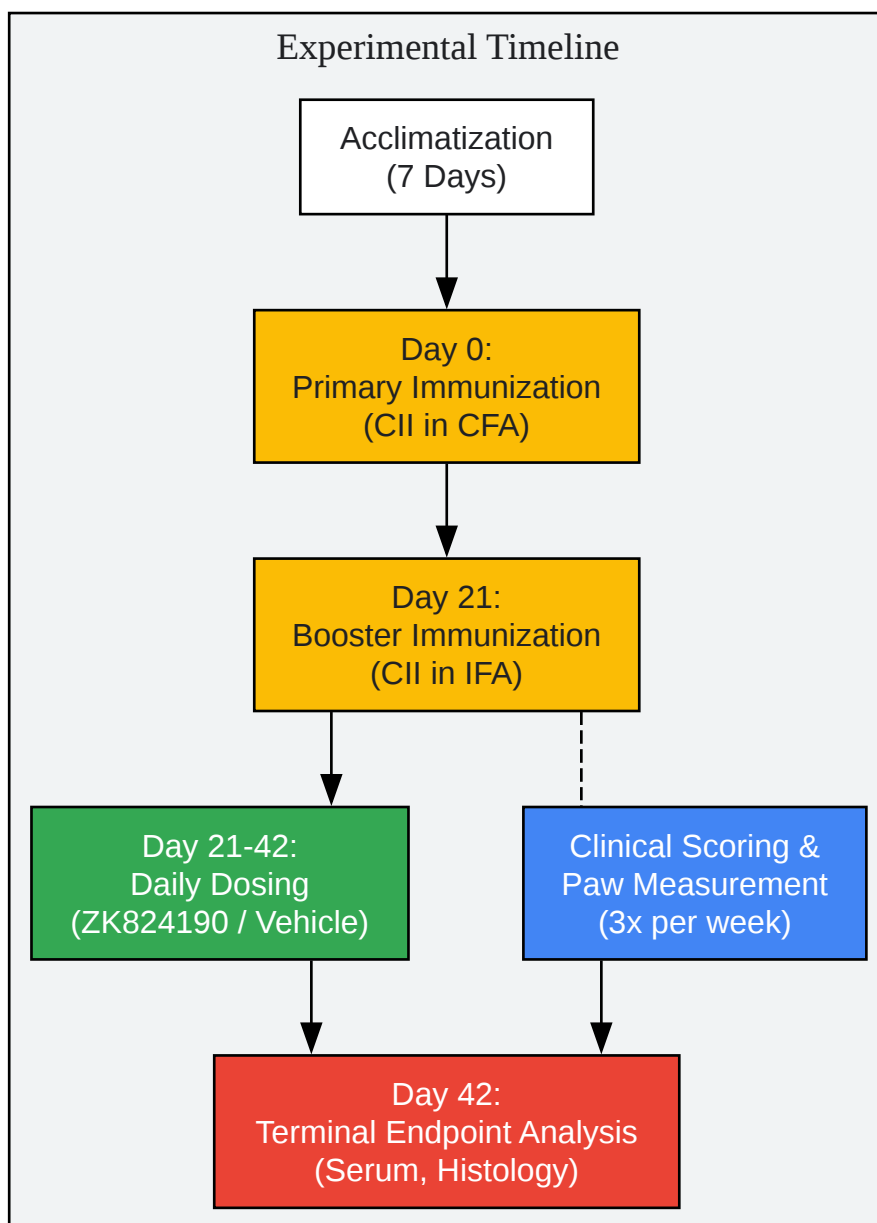 Experimental Timeline
Acclimatization
(7 Days)
Day 0:
Primary Immunization
(CII in CFA)
Day 21:
Booster Immunization
(CII in IFA)
Day 21-42:
Daily Dosing
(ZK824190 / Vehicle)
Clinical Scoring &
Paw Measurement
(3x per week)
Day 42:
Terminal Endpoint Analysis
(Serum, Histology)